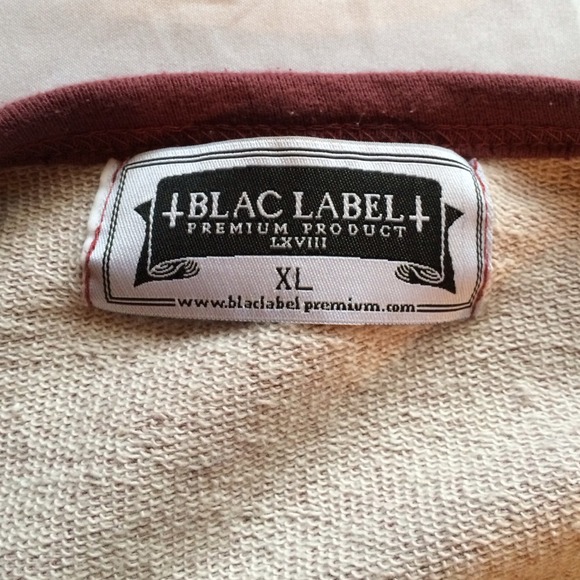 BLAC LABEL
PREMIUM PRODUCT
LXVIII
XL
www.blaclabelpremium.com